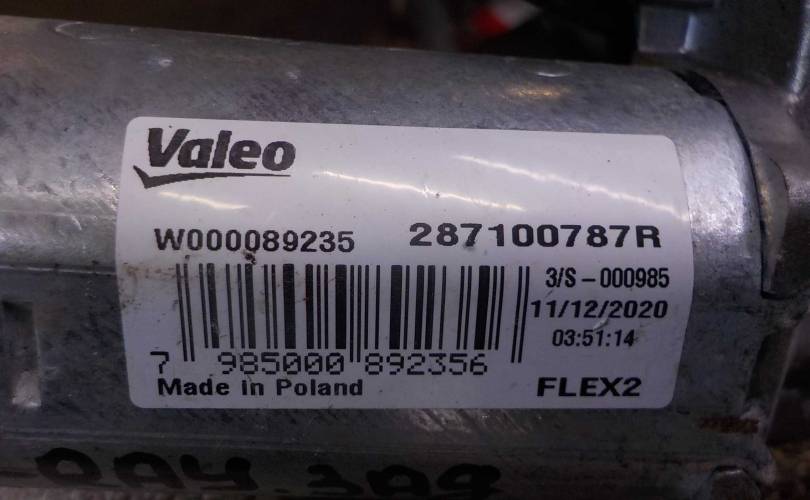 Valeo
W000089235 287100787R
3/S-000985
11/12/2020
03:51:14
7 985000 892356
Made in Poland FLEX2